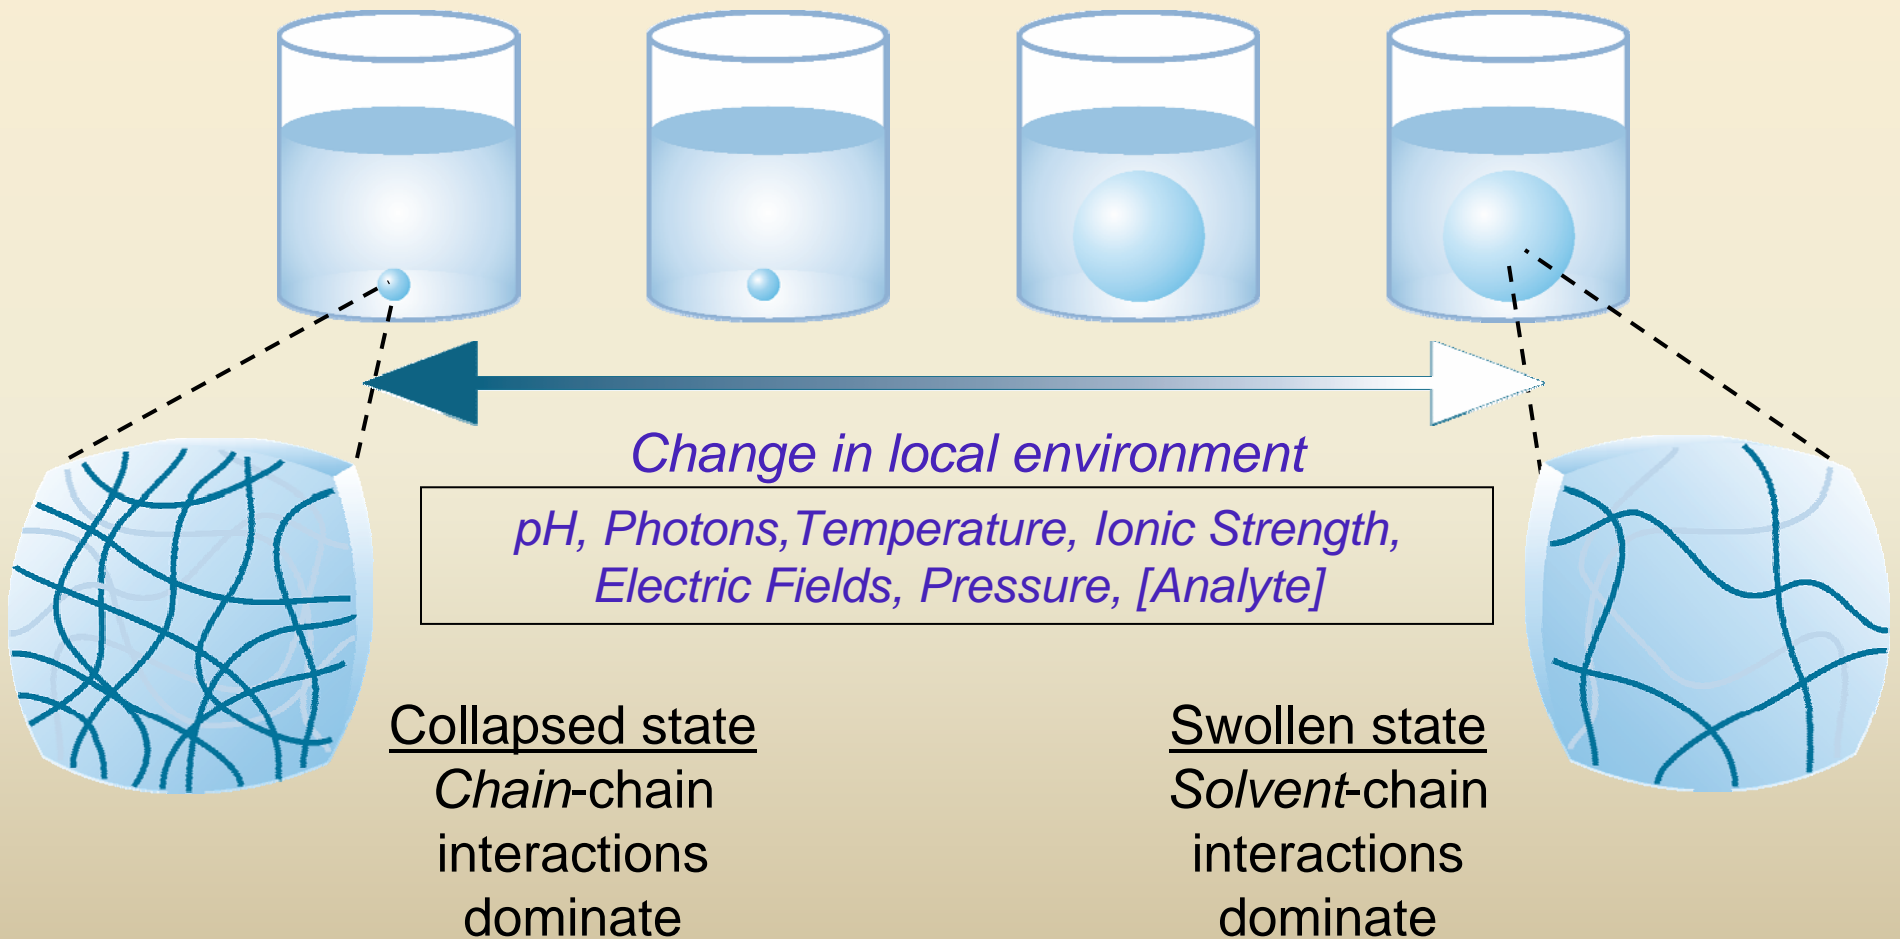 Change in local environment
pH, Photons,Temperature, Ionic Strength,
Electric Fields, Pressure, [Analyte]
Collapsed state
Chain-chain
interactions
dominate
Swollen state
Solvent-chain
interactions
dominate